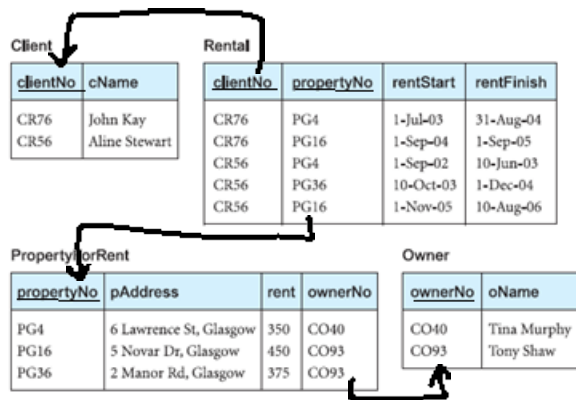 Client
clientNo cName
CR76 John Kay
CR56 Aline Stewart
Rental
clientNo propertyNo rentStart rentFinish
CR76 PG4 1-Jul-03 31-Aug-04
CR76 PG16 1-Sep-04 1-Sep-05
CR56 PG4 1-Sep-02 10-Jun-03
CR56 PG36 10-Oct-03 1-Dec-04
CR56 PG16 1-Nov-05 10-Aug-06
PropertyForRent
propertyNo pAddress rent ownerNo
PG4 6 Lawrence St, Glasgow 350 CO40
PG16 5 Novar Dr, Glasgow 450 CO93
PG36 2 Manor Rd, Glasgow 375 CO93
Owner
ownerNo oName
CO40 Tina Murphy
CO93 Tony Shaw